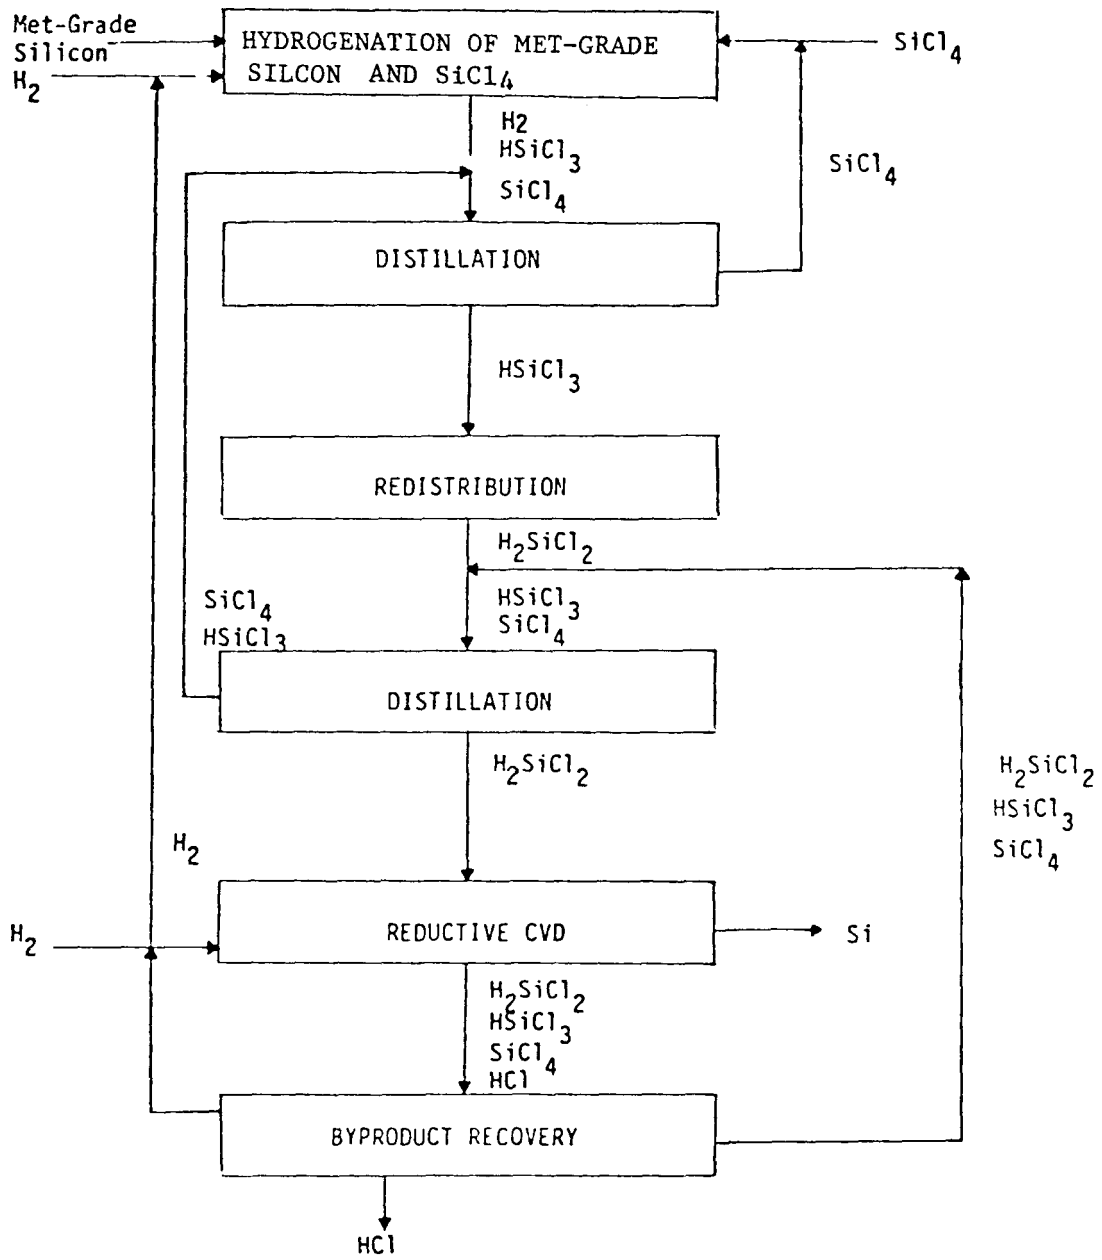 Met-Grade
Silicon
H2
HYDROGENATION OF MET-GRADE
SILCON AND SiCl4
SiCl4
H2
HSiCl3
SiCl4
SiCl4
DISTILLATION
HSiCl3
REDISTRIBUTION
H2SiCl2
HSiCl3
SiCl4
SiCl4
HSiCl3
DISTILLATION
H2SiCl2
H2SiCl2
HSiCl3
SiCl4
H2
H2
REDUCTIVE CVD
Si
H2SiCl2
HSiCl3
SiCl4
HCl
BYPRODUCT RECOVERY
HCl